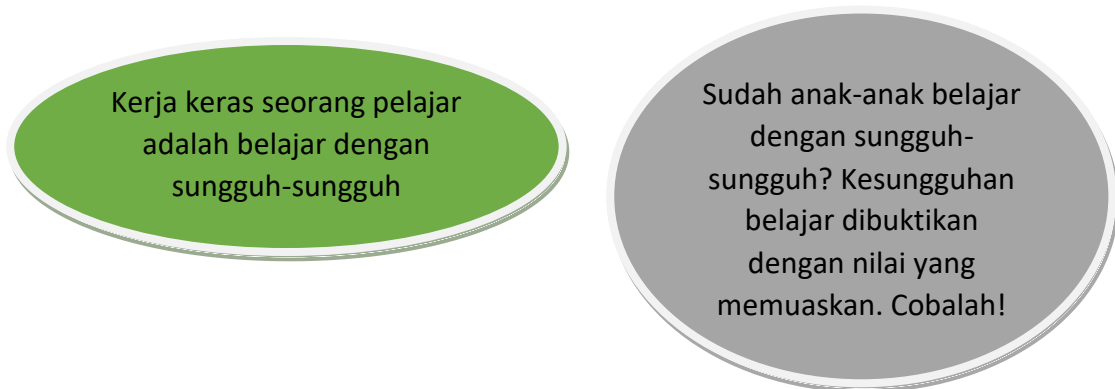 Kerja keras seorang pelajar
adalah belajar dengan
sungguh-sungguh
Sudah anak-anak belajar
dengan sungguh-
sungguh? Kesungguhan
belajar dibuktikan
dengan nilai yang
memuaskan. Cobalah!